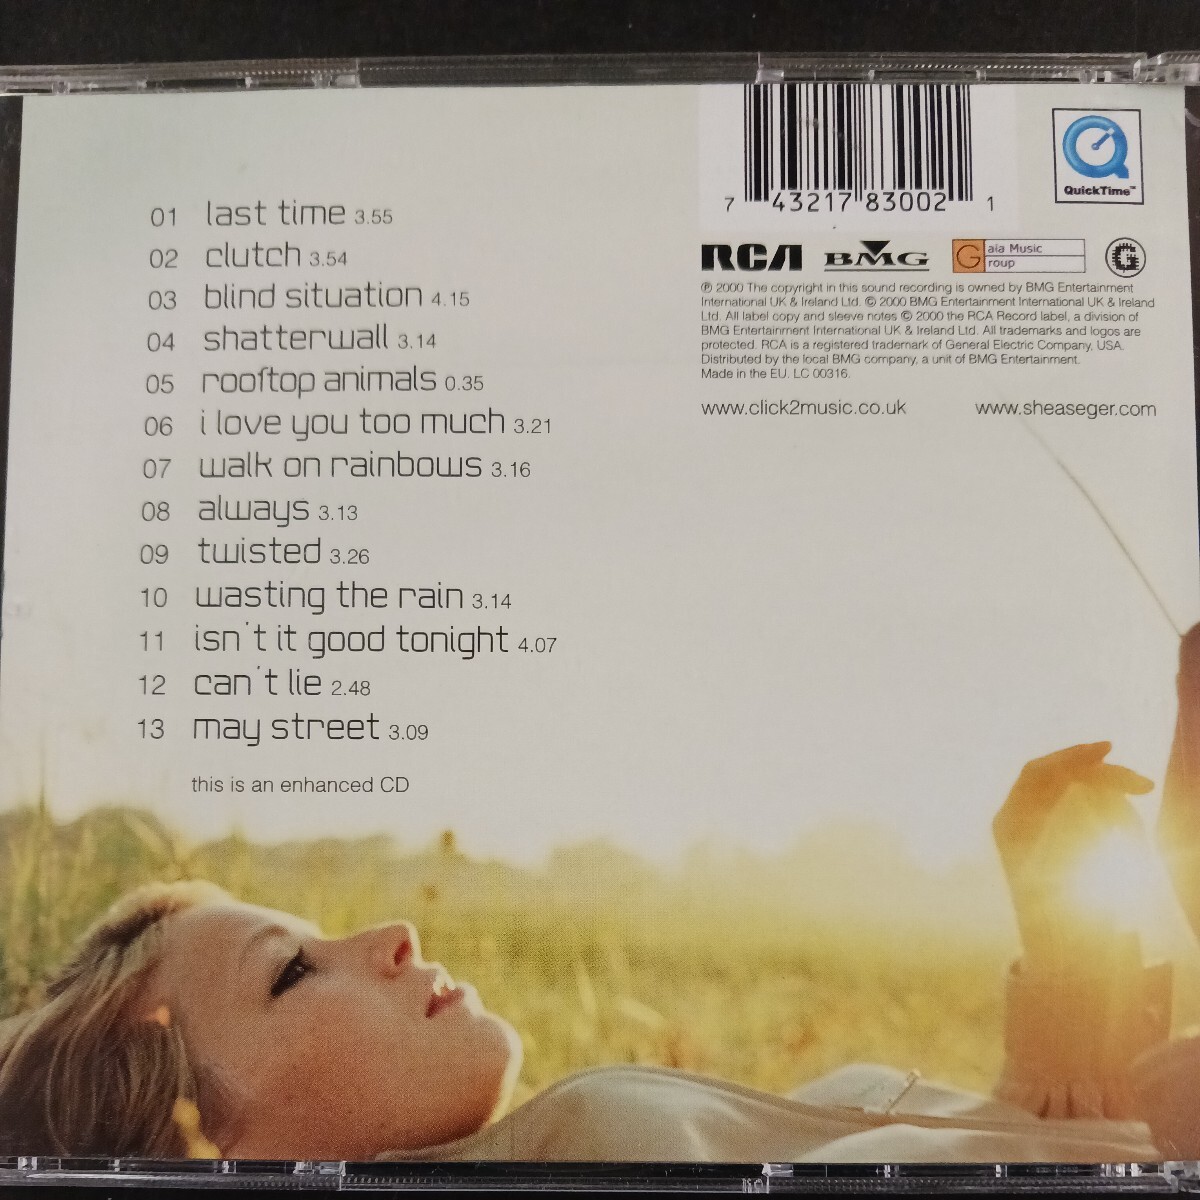 01 last time 3.55
02 clutch 3.54
03 blind situation 4.15
04 shatterwall 3.14
05 rooftop animals 0.35
06 i love you too much 3.21
07 walk on rainbows 3.16
08 always 3.13
09 twisted 3.26
10 wasting the rain 3.14
11 isn't it good tonight 4.07
12 can't lie 2.48
13 may street 3.09
this is an enhanced CD
7 43217 83002 1
QuickTime™
RCA BMG
Gaia Music
Group
G
℗ 2000 The copyright in this sound recording is owned by BMG Entertainment
International UK & Ireland Ltd. © 2000 BMG Entertainment International UK & Ireland
Ltd. All label copy and sleeve notes © 2000 the RCA Record label, a division of
BMG Entertainment International UK & Ireland Ltd. All trademarks and logos are
protected. RCA is a registered trademark of General Electric Company, USA.
Distributed by the local BMG company, a unit of BMG Entertainment.
Made in the EU. LC 00316.
www.click2music.co.uk www.sheaseger.com